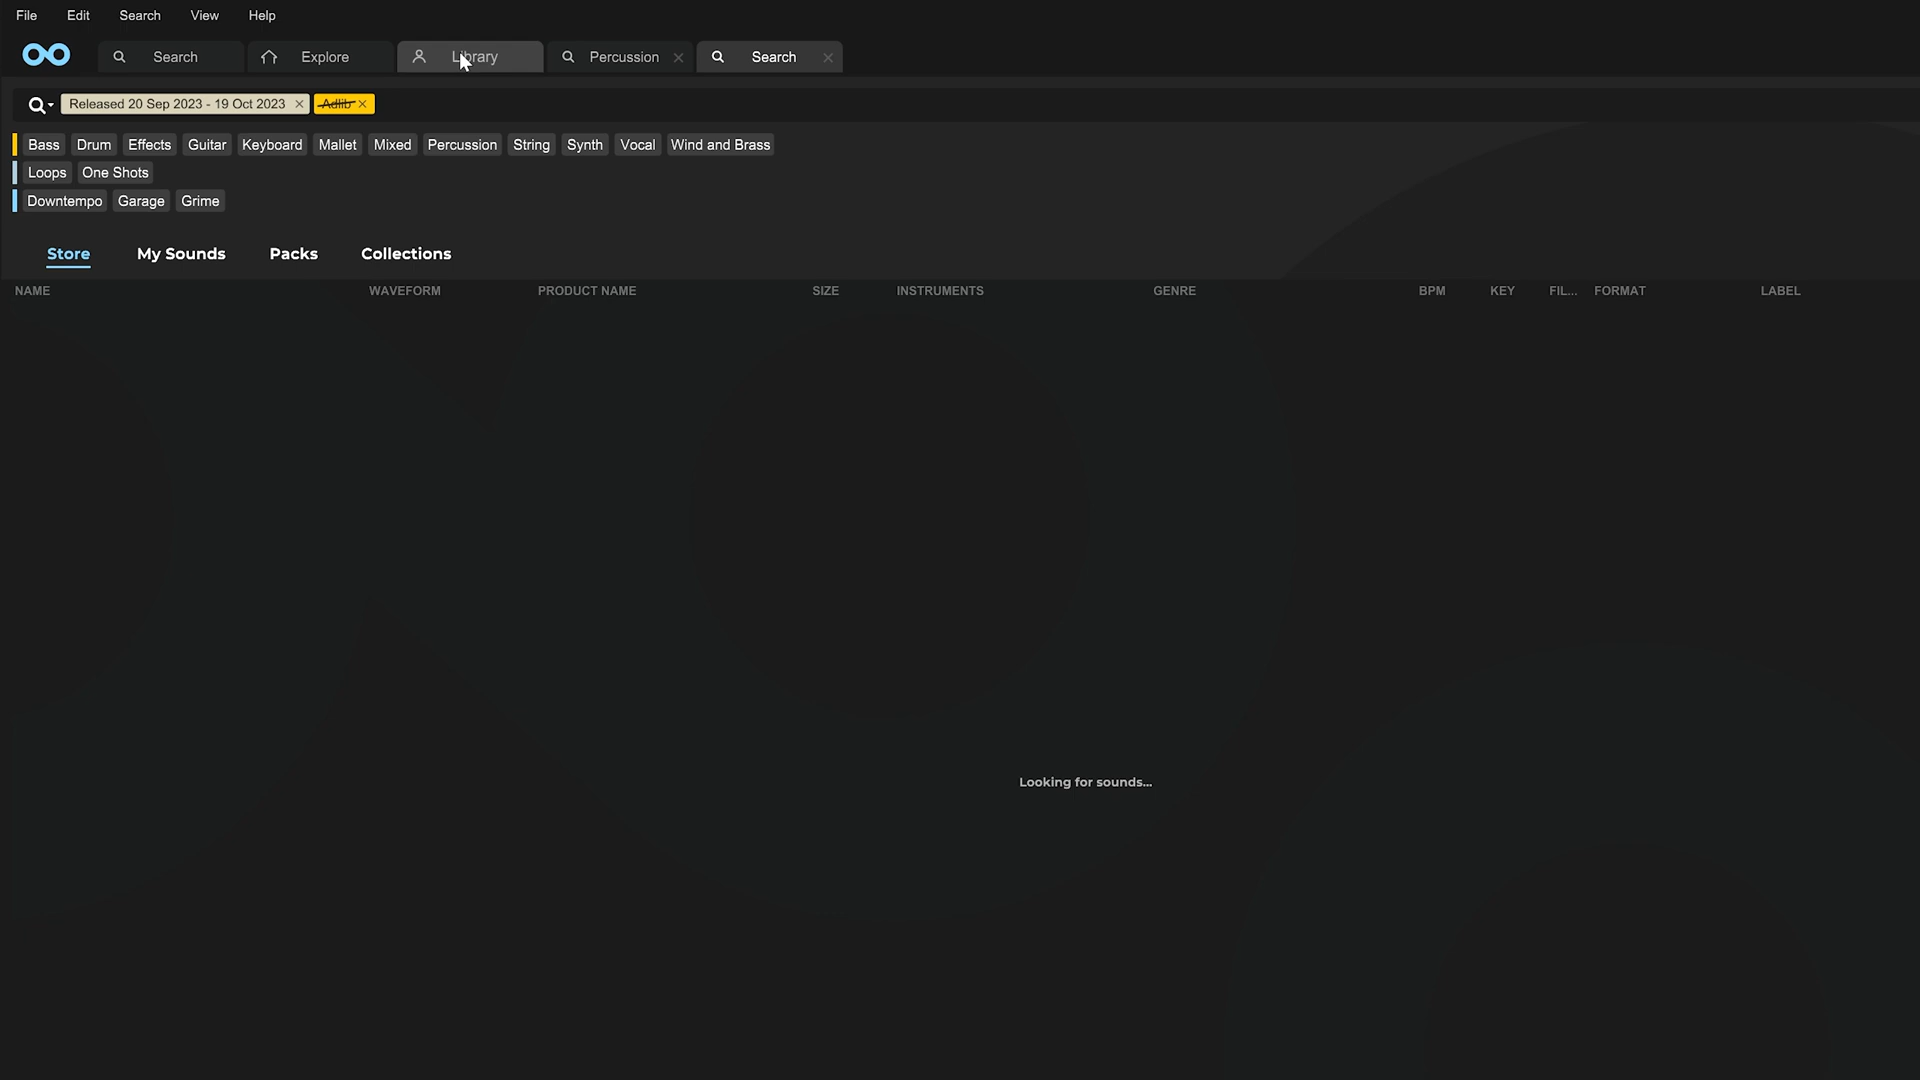 File Edit Search View Help
Search Explore Library Percussion Search
Released 20 Sep 2023 - 19 Oct 2023 Adlib
Bass Drum Effects Guitar Keyboard Mallet Mixed Percussion String Synth Vocal Wind and Brass
Loops One Shots
Downtempo Garage Grime
Store My Sounds Packs Collections
NAME WAVEFORM PRODUCT NAME SIZE INSTRUMENTS GENRE BPM KEY FIL... FORMAT LABEL
Looking for sounds...